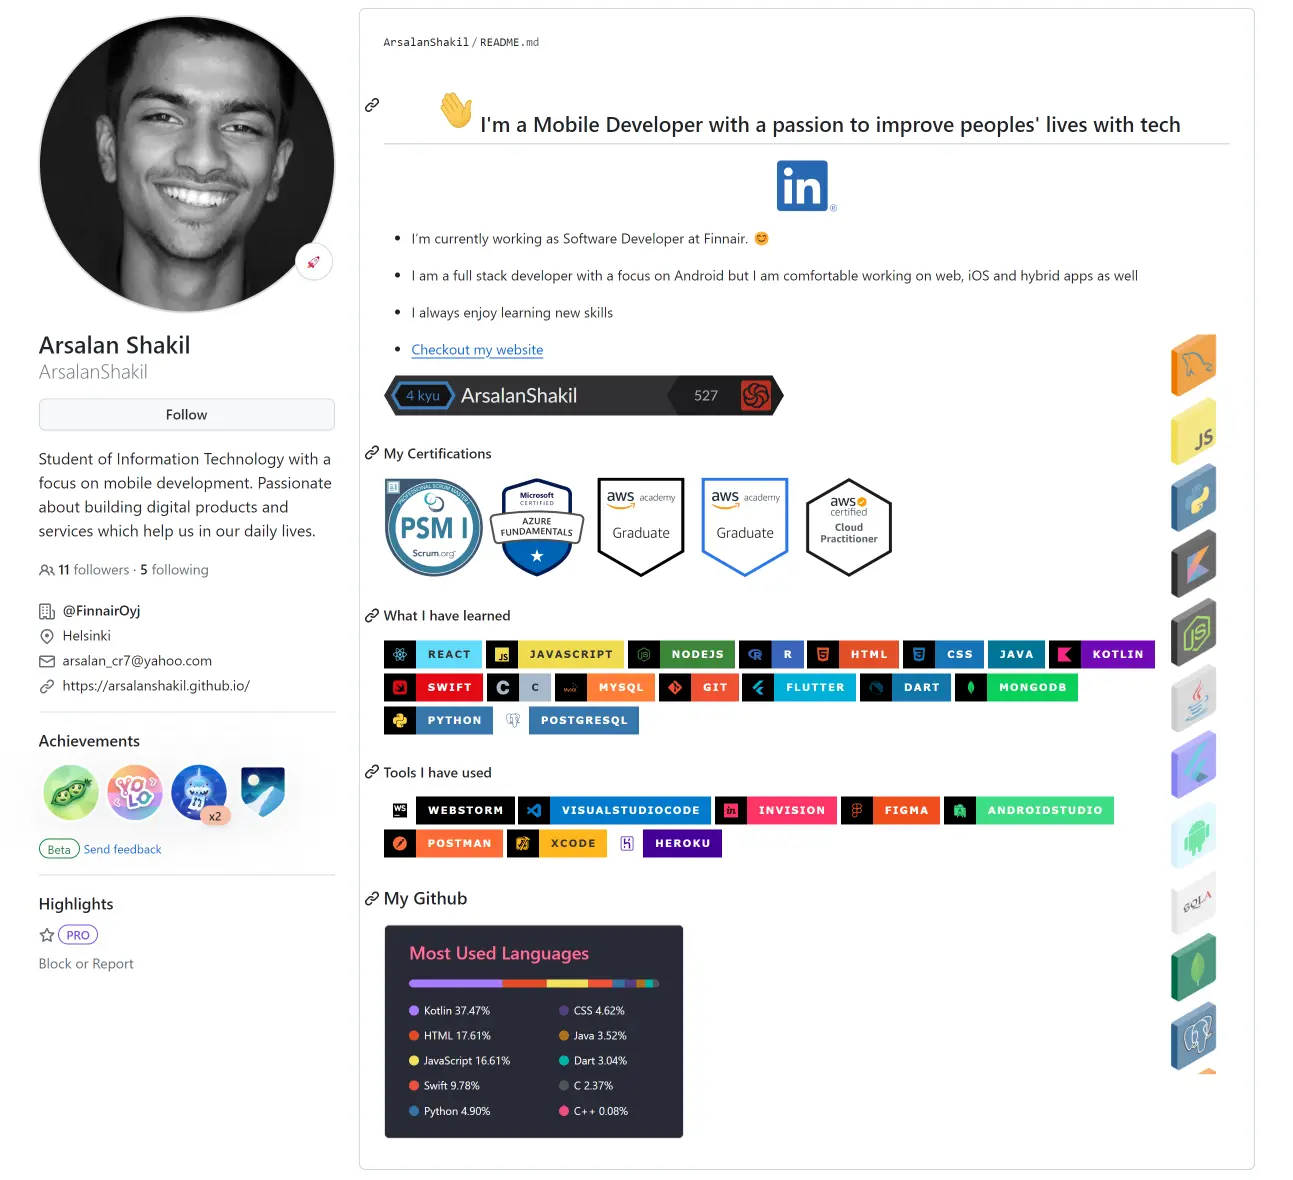 Arsalan Shakil
ArsalanShakil
Follow
Student of Information Technology with a
focus on mobile development. Passionate
about building digital products and
services which help us in our daily lives.
11 followers · 5 following
@FinnairOyj
Helsinki
arsalan_cr7@yahoo.com
https://arsalanshakil.github.io/
Achievements
YOLO
x2
Beta Send feedback
Highlights
PRO
Block or Report
ArsalanShakil/README.md
I'm a Mobile Developer with a passion to improve peoples' lives with tech
in
I'm currently working as Software Developer at Finnair.
I am a full stack developer with a focus on Android but I am comfortable working on web, iOS and hybrid apps as well
I always enjoy learning new skills
Checkout my website
4 kyu ArsalanShakil 527
My Certifications
PROFESSIONAL SCRUM MASTER I
PSM I
Scrum.org
Microsoft
CERTIFIED
AZURE
FUNDAMENTALS
aws academy
Graduate
aws academy
Graduate
aws
certified
Cloud
Practitioner
What I have learned
REACT JS JAVASCRIPT NODEJS R HTML CSS JAVA KOTLIN
SWIFT C C MYSQL GIT FLUTTER DART MONGODB
PYTHON POSTGRESQL
Tools I have used
WS WEBSTORM VISUALSTUDIOCODE in INVISION FIGMA ANDROIDSTUDIO
POSTMAN XCODE HEROKU
My Github
Most Used Languages
Kotlin 37.47%
HTML 17.61%
JavaScript 16.61%
Swift 9.78%
Python 4.90%
CSS 4.62%
Java 3.52%
Dart 3.04%
C 2.37%
C++ 0.08%
JS
JS